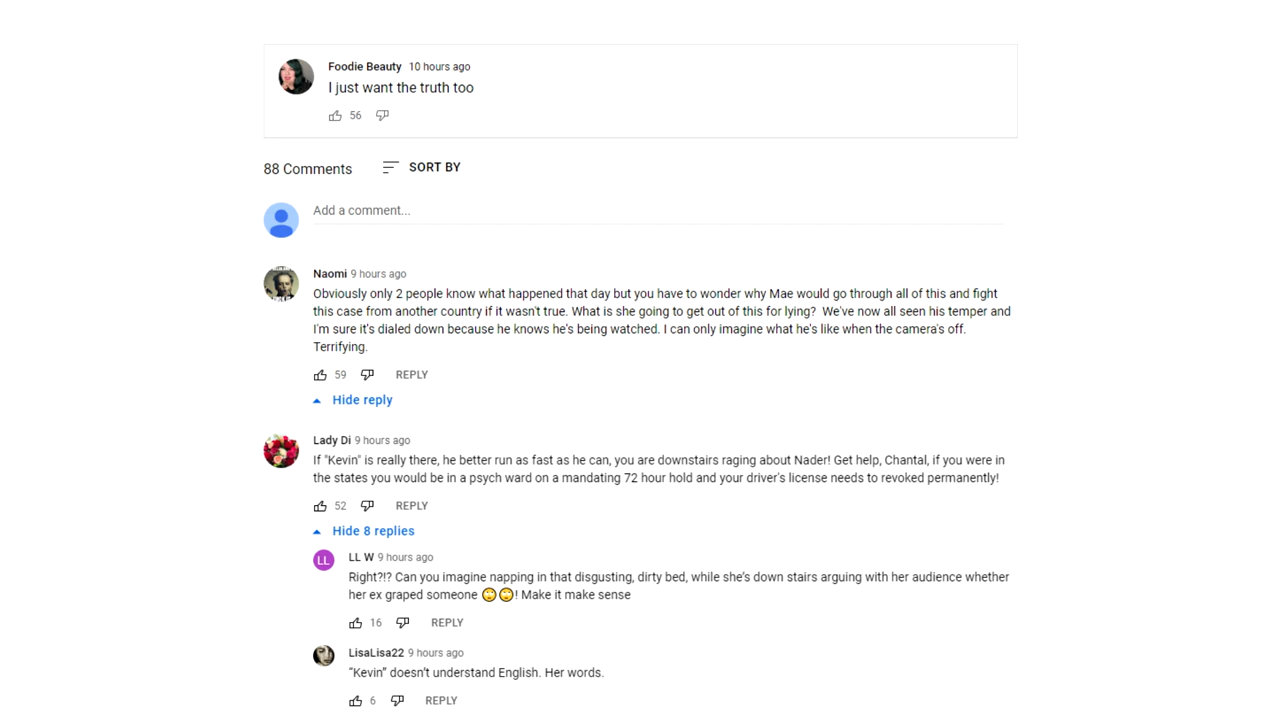 Foodie Beauty 10 hours ago
I just want the truth too
56
88 Comments SORT BY
Add a comment...
Naomi 9 hours ago
Obviously only 2 people know what happened that day but you have to wonder why Mae would go through all of this and fight
this case from another country if it wasn't true. What is she going to get out of this for lying? We've now all seen his temper and
I'm sure it's dialed down because he knows he's being watched. I can only imagine what he's like when the camera's off.
Terrifying.
59 REPLY
Hide reply
Lady Di 9 hours ago
If "Kevin" is really there, he better run as fast as he can, you are downstairs raging about Nader! Get help, Chantal, if you were in
the states you would be in a psych ward on a mandating 72 hour hold and your driver's license needs to revoked permanently!
52 REPLY
Hide 8 replies
LL
LL W 9 hours ago
Right?!? Can you imagine napping in that disgusting, dirty bed, while she's down stairs arguing with her audience whether
her ex graped someone 🙄🙄! Make it make sense
16 REPLY
LisaLisa22 9 hours ago
“Kevin” doesn’t understand English. Her words.
6 REPLY